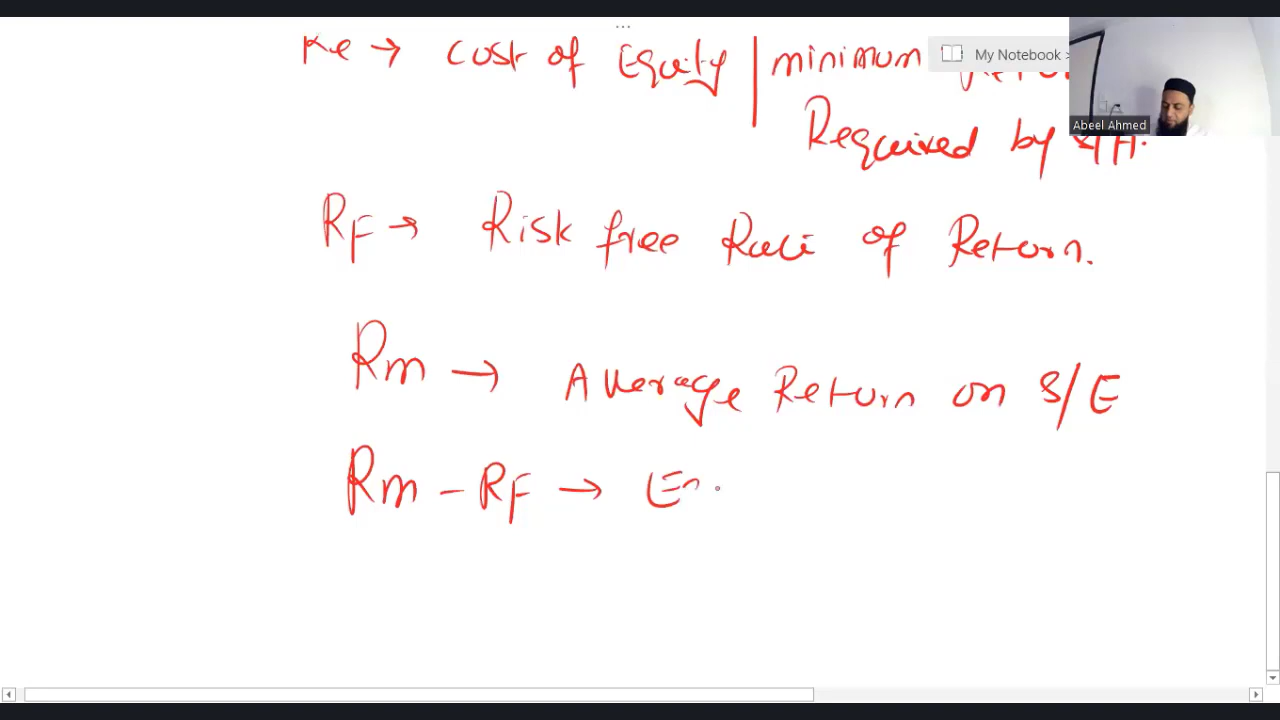 ...
Ke → Cost of Equity | minimum
My Notebook >
Required by S/H.
Abeel Ahmed
RF → Risk free Rate of Return.
Rm → Average Return on S/E
Rm – RF → Eq